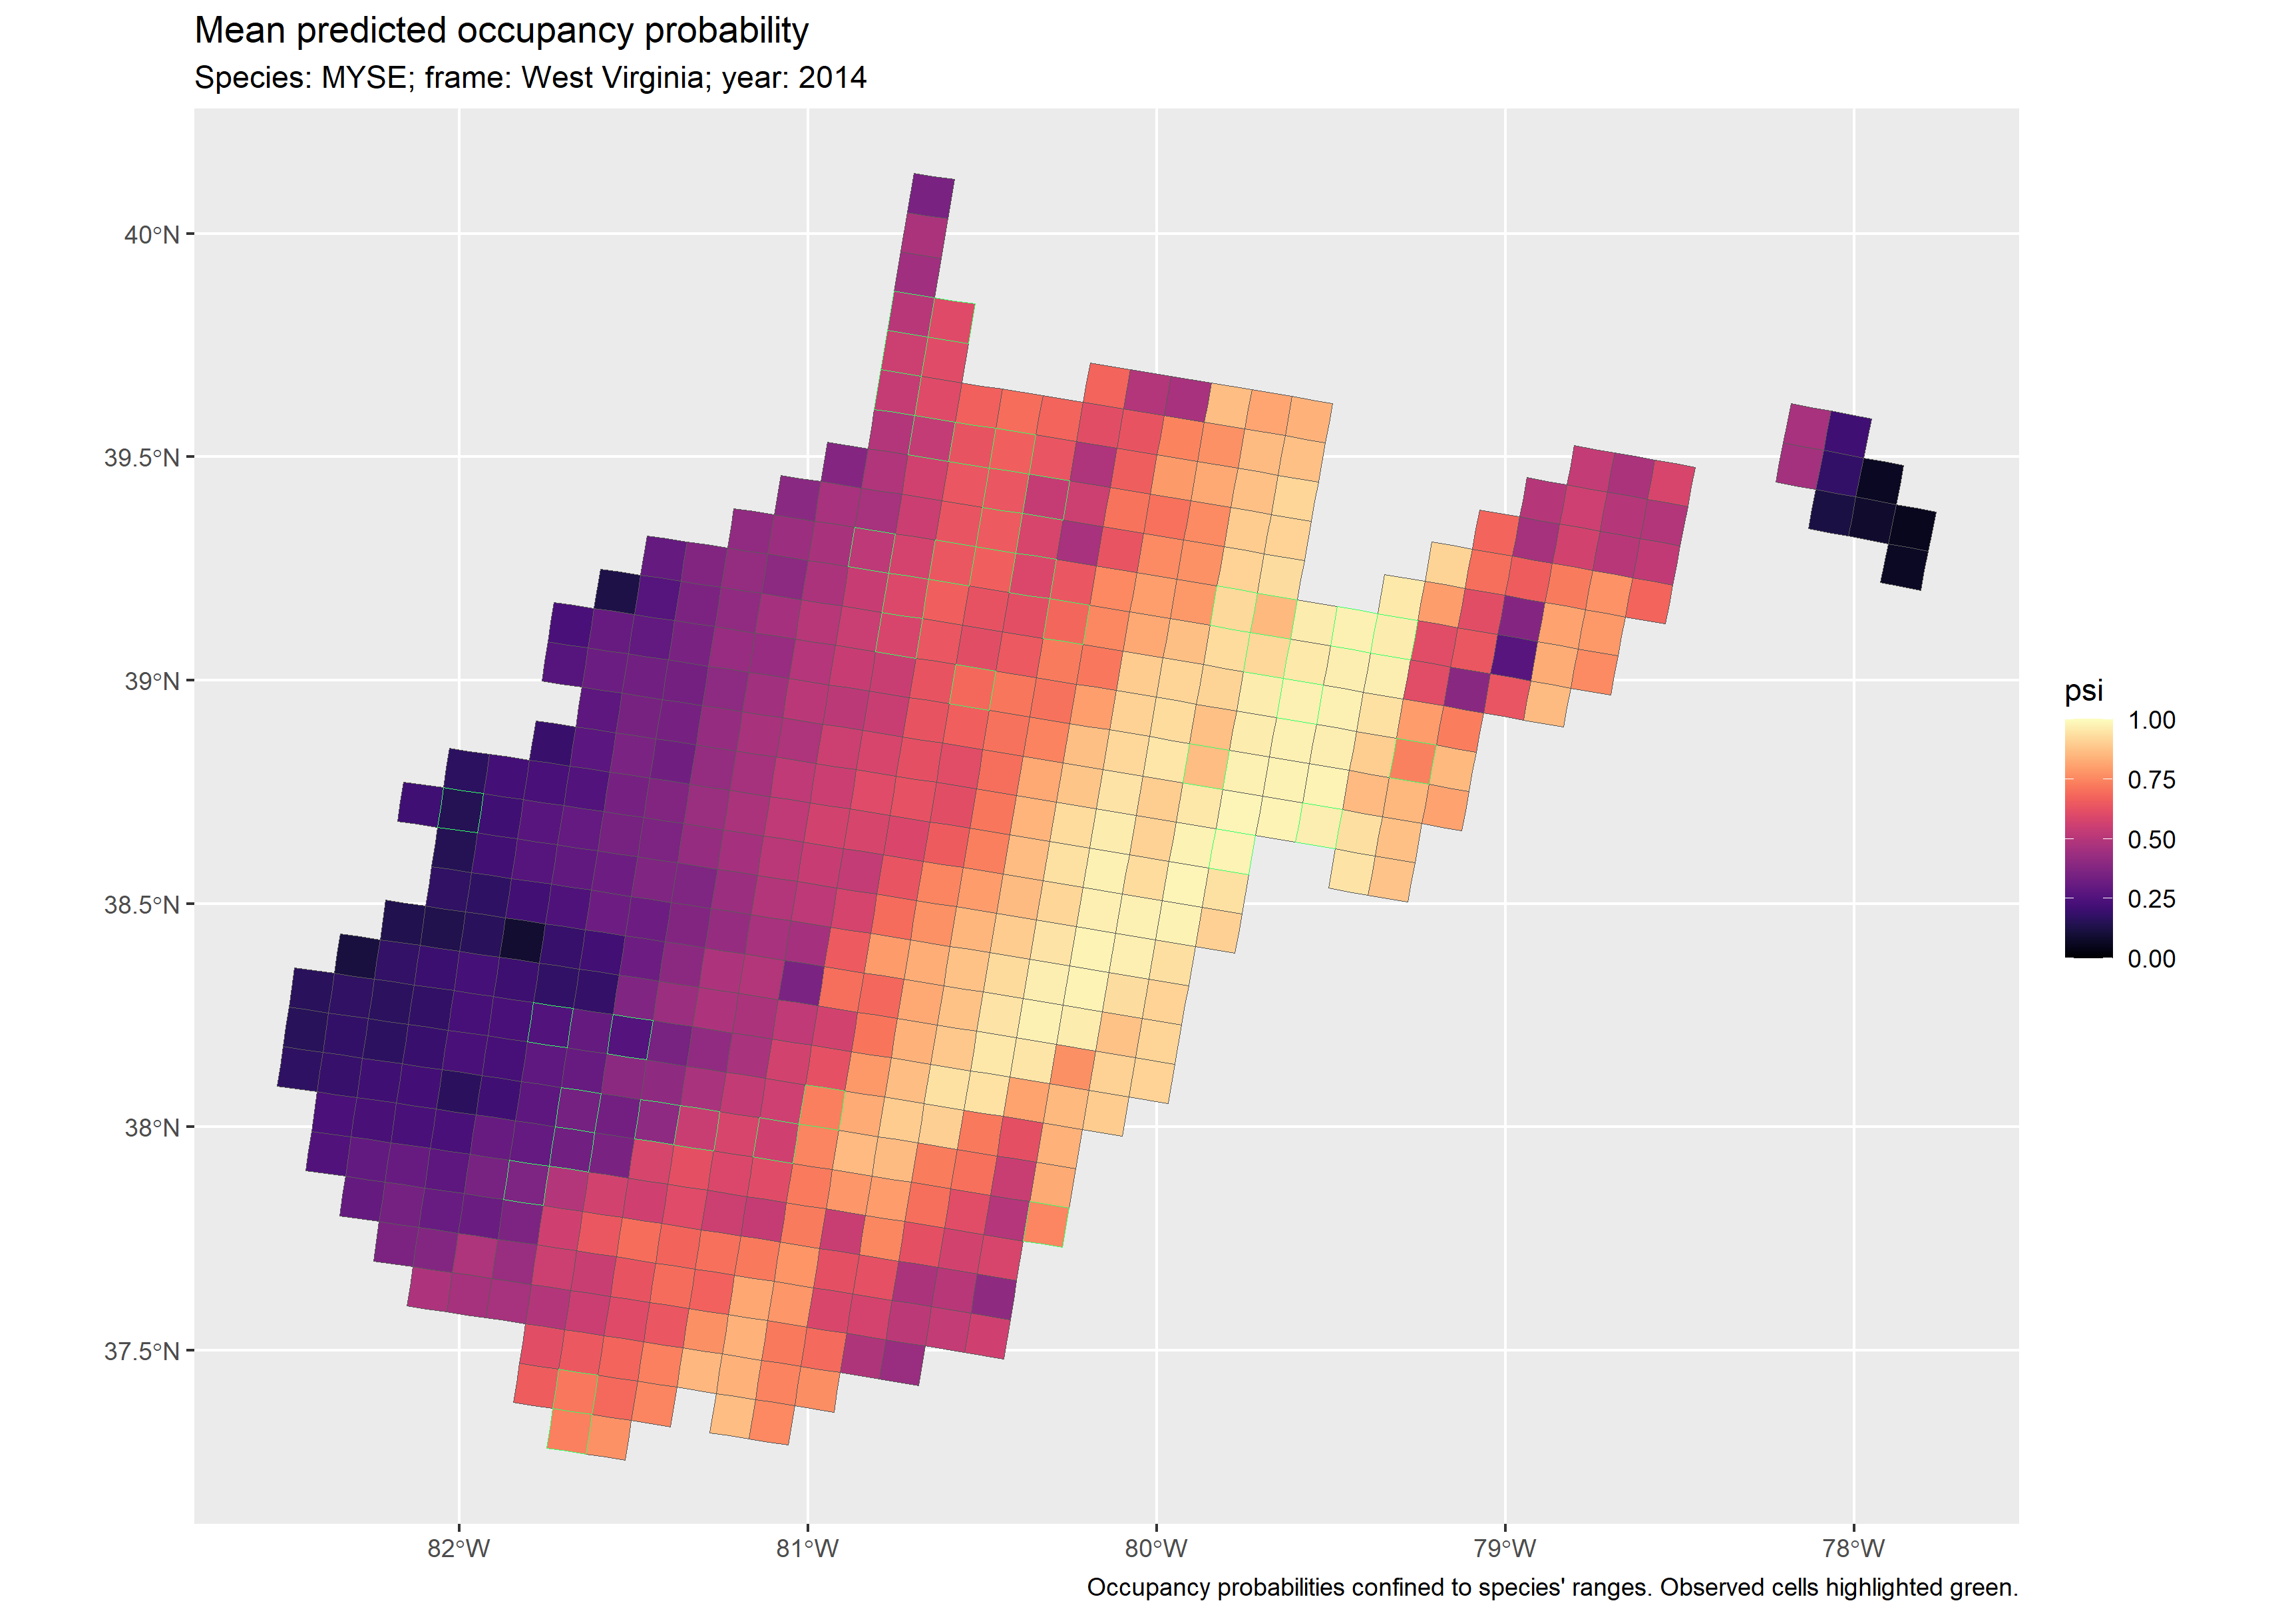 Mean predicted occupancy probability
Species: MYSE; frame: West Virginia; year: 2014
40°N
39.5°N
39°N
38.5°N
38°N
37.5°N
82°W
81°W
80°W
79°W
78°W
psi
1.00
0.75
0.50
0.25
0.00
Occupancy probabilities confined to species' ranges. Observed cells highlighted green.